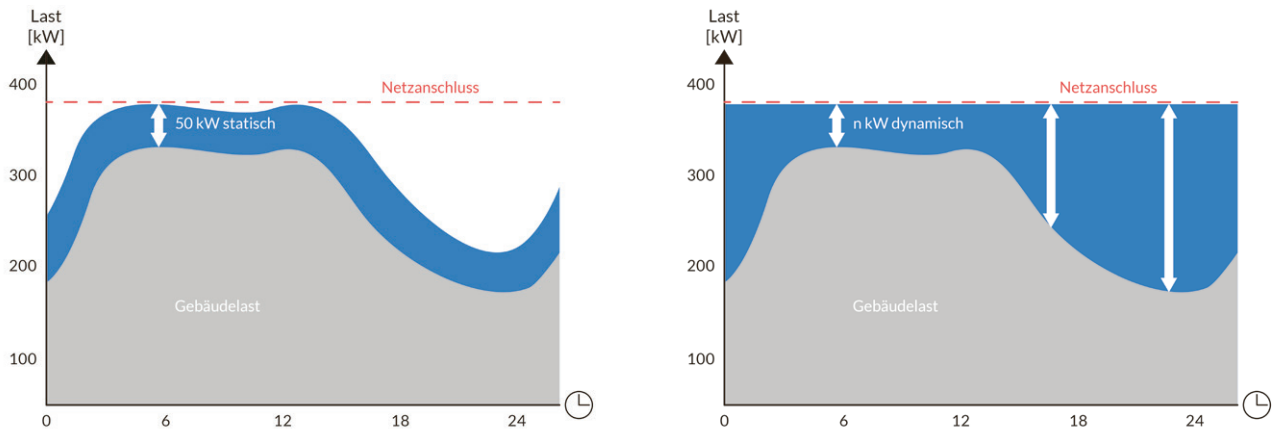 Last
[kW]
400
300
200
100
Netzanschluss
50 kW statisch
Gebäudelast
0 6 12 18 24
Last
[kW]
400
300
200
100
Netzanschluss
n kW dynamisch
Gebäudelast
0 6 12 18 24